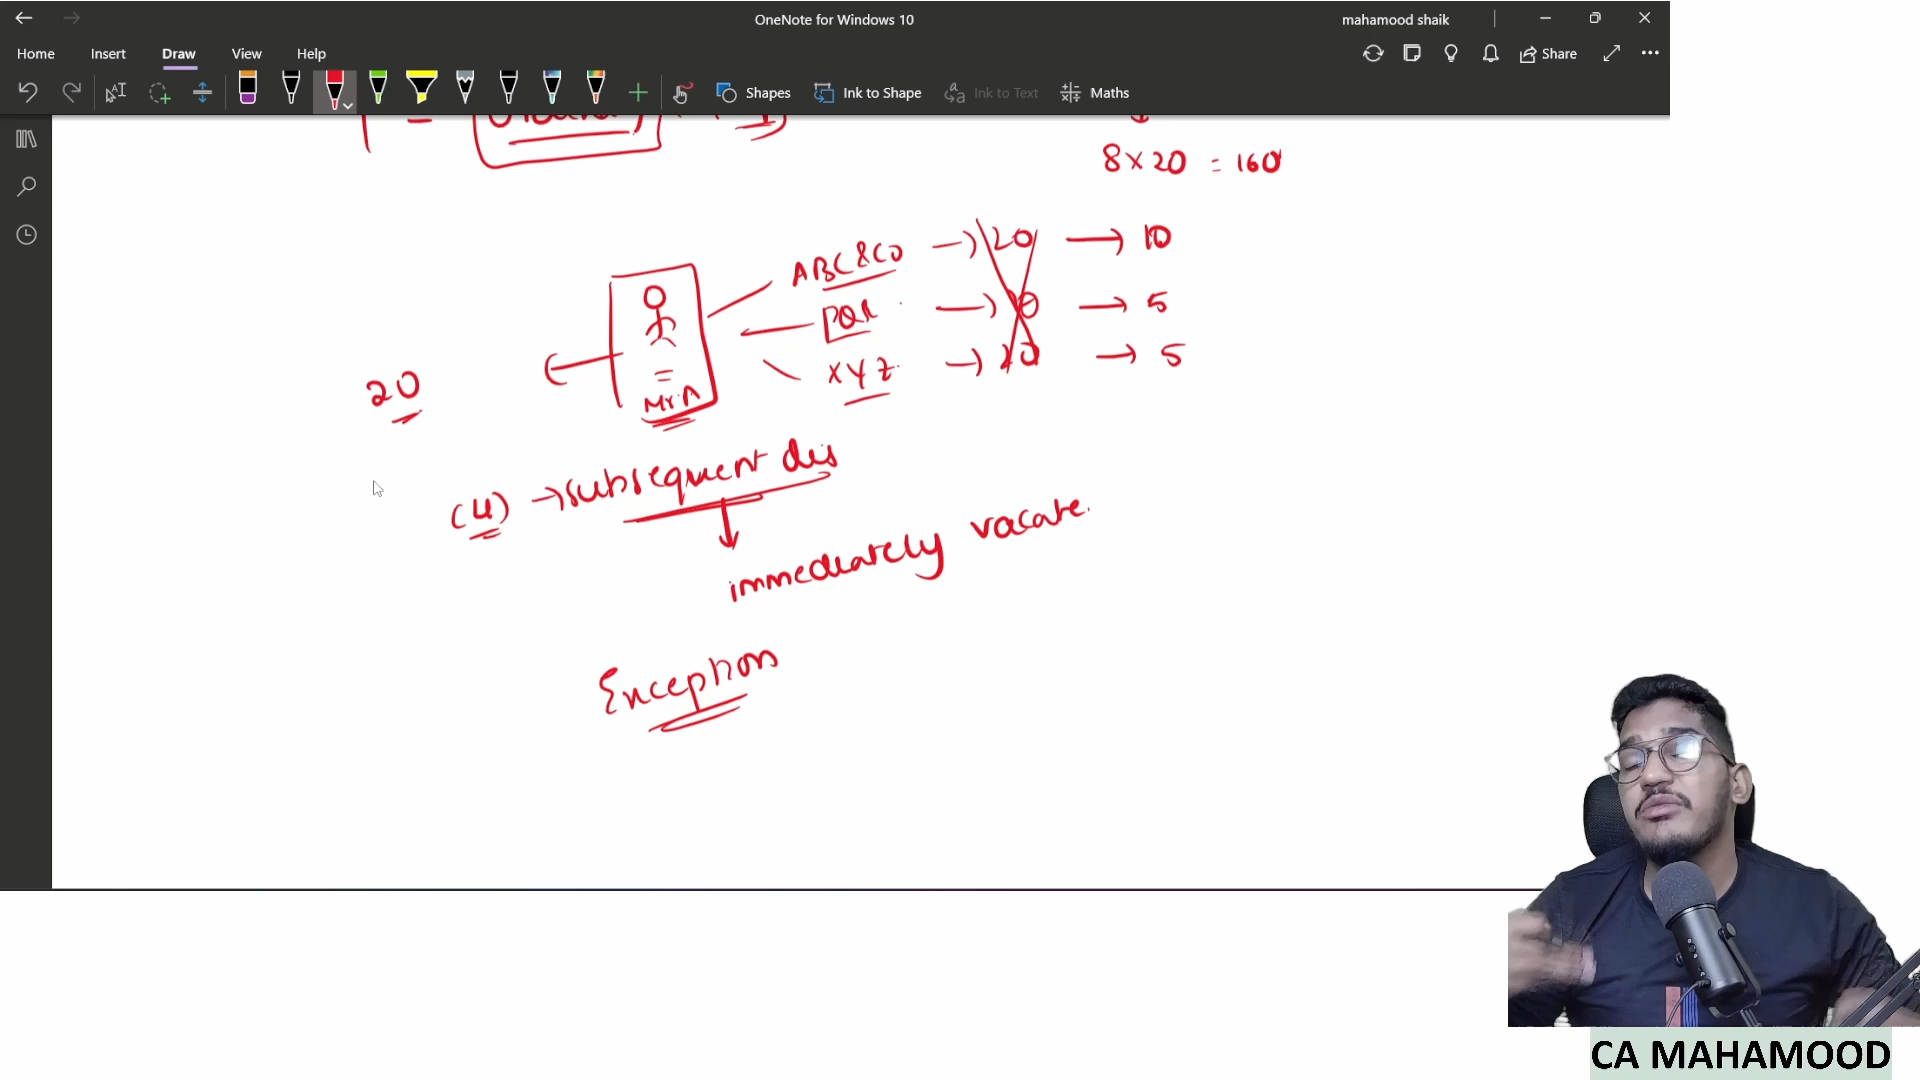 OneNote for Windows 10
mahamood shaik
Home Insert Draw View Help
Share
Shapes Ink to Shape Ink to Text Maths
8 x 20 = 160
ABC & CO → 20 → 10
PQR → → 5
XYZ → 20 → 5
20
= Mr. A
(4) → subsequent dis
immediately vacate.
Exception
CA MAHAMOOD